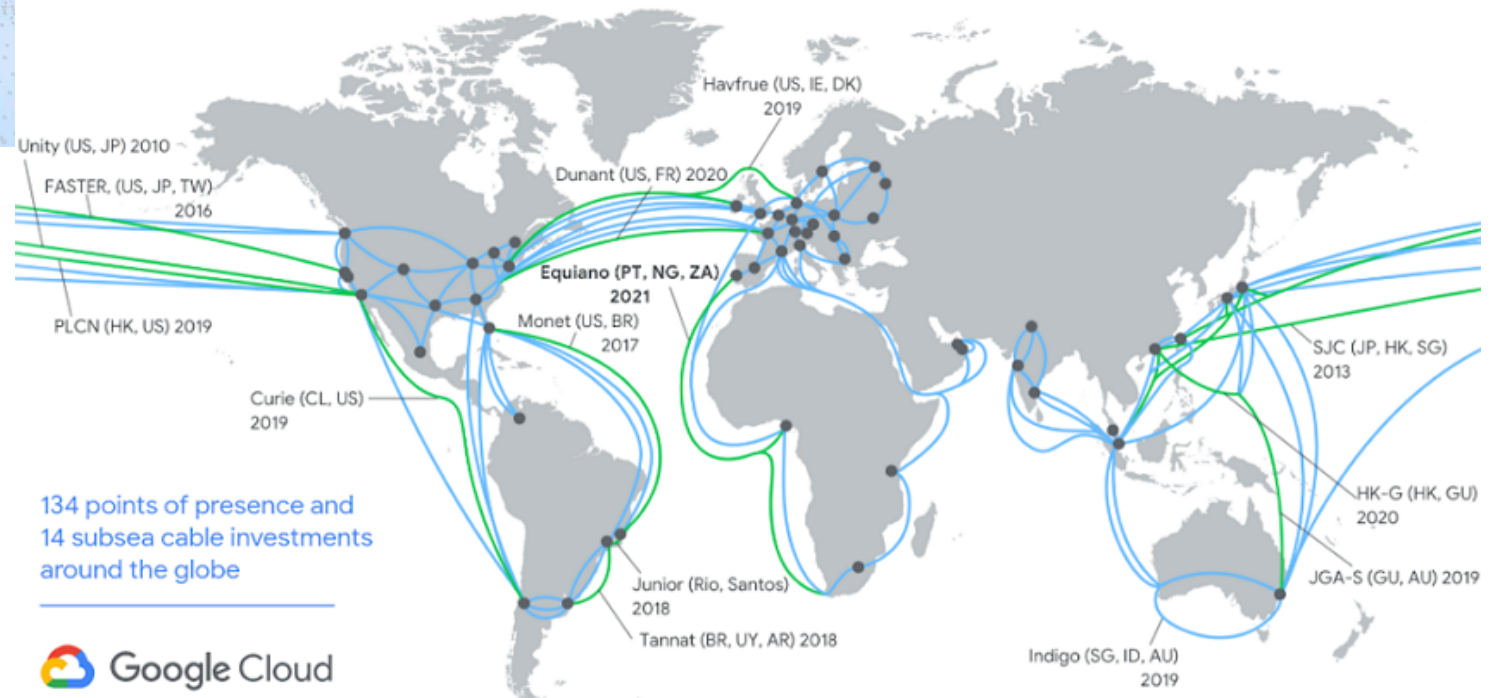 Havfrue (US, IE, DK)
2019
Unity (US, JP) 2010
FASTER, (US, JP, TW)
2016
Dunant (US, FR) 2020
Equiano (PT, NG, ZA)
2021
PLCN (HK, US) 2019
Monet (US, BR)
2017
SJC (JP, HK, SG)
2013
Curie (CL, US)
2019
HK-G (HK, GU)
2020
134 points of presence and
14 subsea cable investments
around the globe
JGA-S (GU, AU) 2019
Junior (Rio, Santos)
2018
Tannat (BR, UY, AR) 2018
Indigo (SG, ID, AU)
2019
Google Cloud